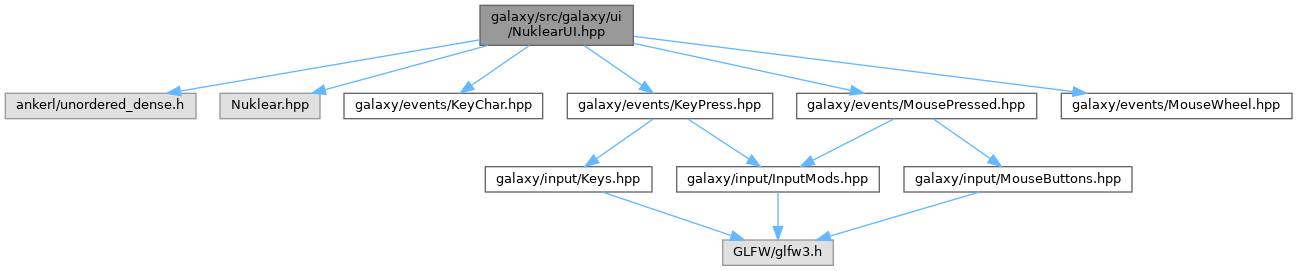 galaxy/src/galaxy/ui
/NuklearUI.hpp
ankerl/unordered_dense.h
Nuklear.hpp
galaxy/events/KeyChar.hpp
galaxy/events/KeyPress.hpp
galaxy/events/MousePressed.hpp
galaxy/events/MouseWheel.hpp
galaxy/input/Keys.hpp
galaxy/input/InputMods.hpp
galaxy/input/MouseButtons.hpp
GLFW/glfw3.h